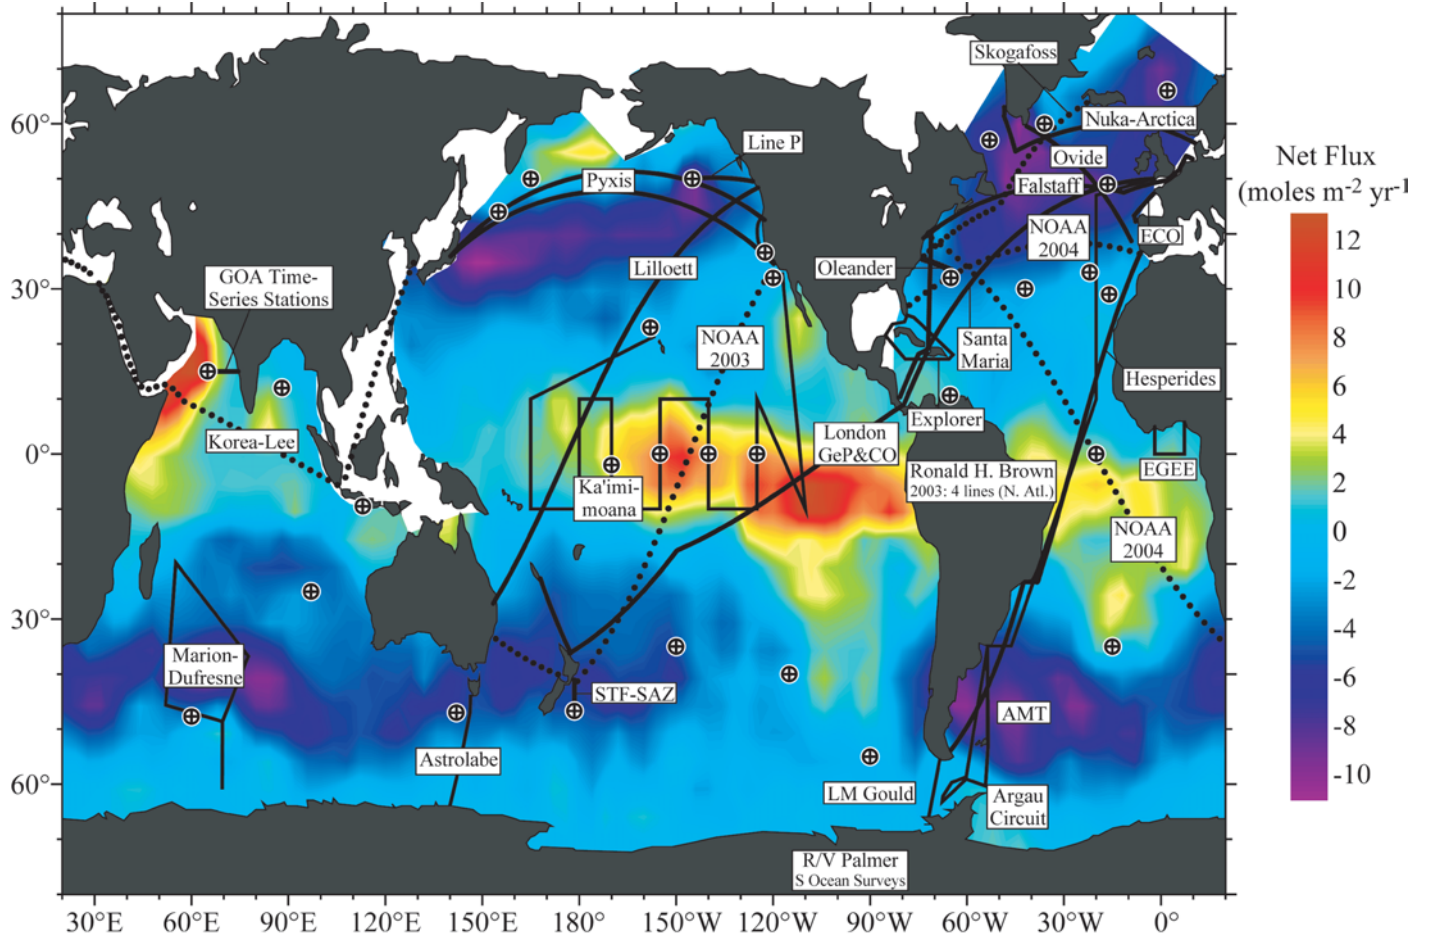 Skogafoss
60°
Nuka-Arctica
Line P
Ovide
Net Flux
(moles m-2 yr-1
Pyxis
Falstaff
NOAA
2004
ECO
12
Lilloett
Oleander
GOA Time-
Series Stations
30°
10
8
NOAA
2003
Santa
Maria
Hesperides
6
Explorer
4
Korea-Lee
London
GeP&CO
0°
Ronald H. Brown
2003: 4 lines (N. Atl.)
EGEE
2
Ka'imi-
moana
0
NOAA
2004
-2
-4
30°
Marion-
Dufresne
-6
STF-SAZ
AMT
-8
Astrolabe
-10
60°
LM Gould
Argau
Circuit
R/V Palmer
S Ocean Surveys
30°E 60°E 90°E 120°E 150°E 180° 150°W 120°W 90°W 60°W 30°W 0°